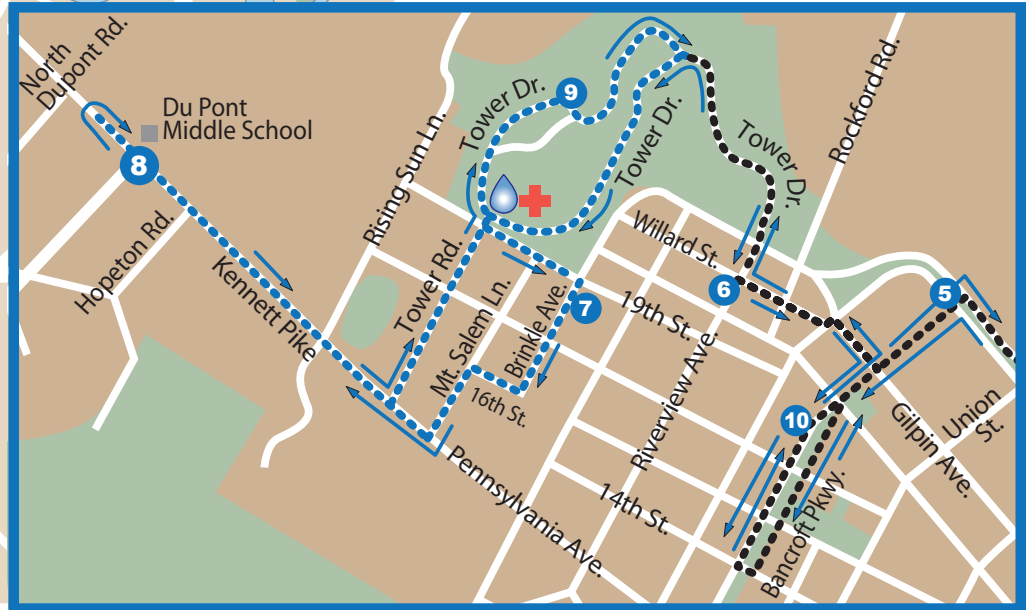 North
Dupont Rd.
Du Pont
Middle School
8
Hopeton Rd.
Kennett Pike
Rising Sun Ln.
Tower Dr.
9
Tower Dr.
Tower Dr.
Rockford Rd.
Willard St.
6
5
7
19th St.
Tower Rd.
Mt. Salem Ln.
Brinkle Ave.
16th St.
Riverview Ave.
10
Gilpin Ave.
Union
St.
14th St.
Bancroft Pkwy.
Pennsylvania Ave.